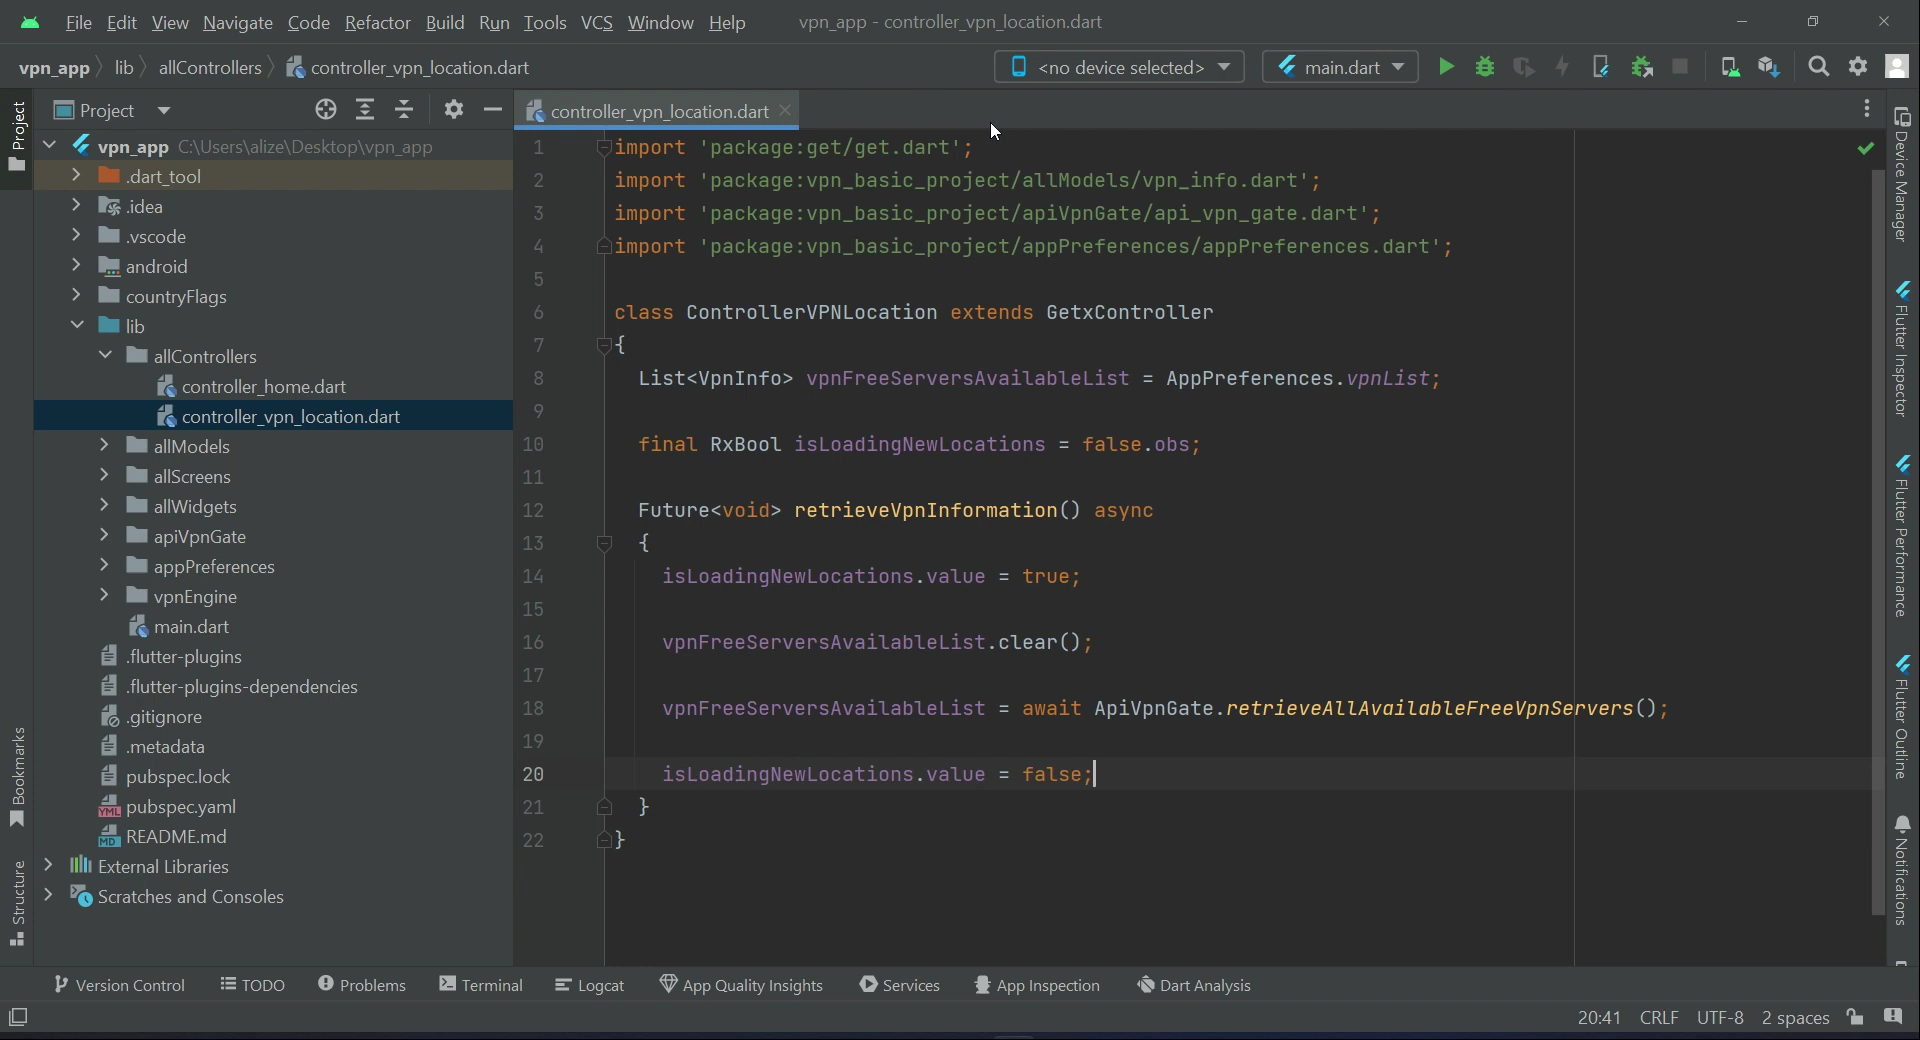 File Edit View Navigate Code Refactor Build Run Tools VCS Window Help vpn_app - controller_vpn_location.dart
vpn_app lib allControllers controller_vpn_location.dart <no device selected> main.dart
Project controller_vpn_location.dart
vpn_app C:\Users\alize\Desktop\vpn_app
.dart_tool
.idea
.vscode
android
countryFlags
lib
allControllers
controller_home.dart
controller_vpn_location.dart
allModels
allScreens
allWidgets
apiVpnGate
appPreferences
vpnEngine
main.dart
.flutter-plugins
.flutter-plugins-dependencies
.gitignore
.metadata
pubspec.lock
pubspec.yaml
README.md
External Libraries
Scratches and Consoles
1 import 'package:get/get.dart';
2 import 'package:vpn_basic_project/allModels/vpn_info.dart';
3 import 'package:vpn_basic_project/apiVpnGate/api_vpn_gate.dart';
4 import 'package:vpn_basic_project/appPreferences/appPreferences.dart';
5
6 class ControllerVPNLocation extends GetxController
7 {
8 List<VpnInfo> vpnFreeServersAvailableList = AppPreferences.vpnList;
9
10 final RxBool isLoadingNewLocations = false.obs;
11
12 Future<void> retrieveVpnInformation() async
13 {
14 isLoadingNewLocations.value = true;
15
16 vpnFreeServersAvailableList.clear();
17
18 vpnFreeServersAvailableList = await ApiVpnGate.retrieveAllAvailableFreeVpnServers();
19
20 isLoadingNewLocations.value = false;
21 }
22 }
Project
Bookmarks
Structure
Device Manager
Flutter Inspector
Flutter Performance
Flutter Outline
Notifications
Version Control TODO Problems Terminal Logcat App Quality Insights Services App Inspection Dart Analysis
20:41 CRLF UTF-8 2 spaces